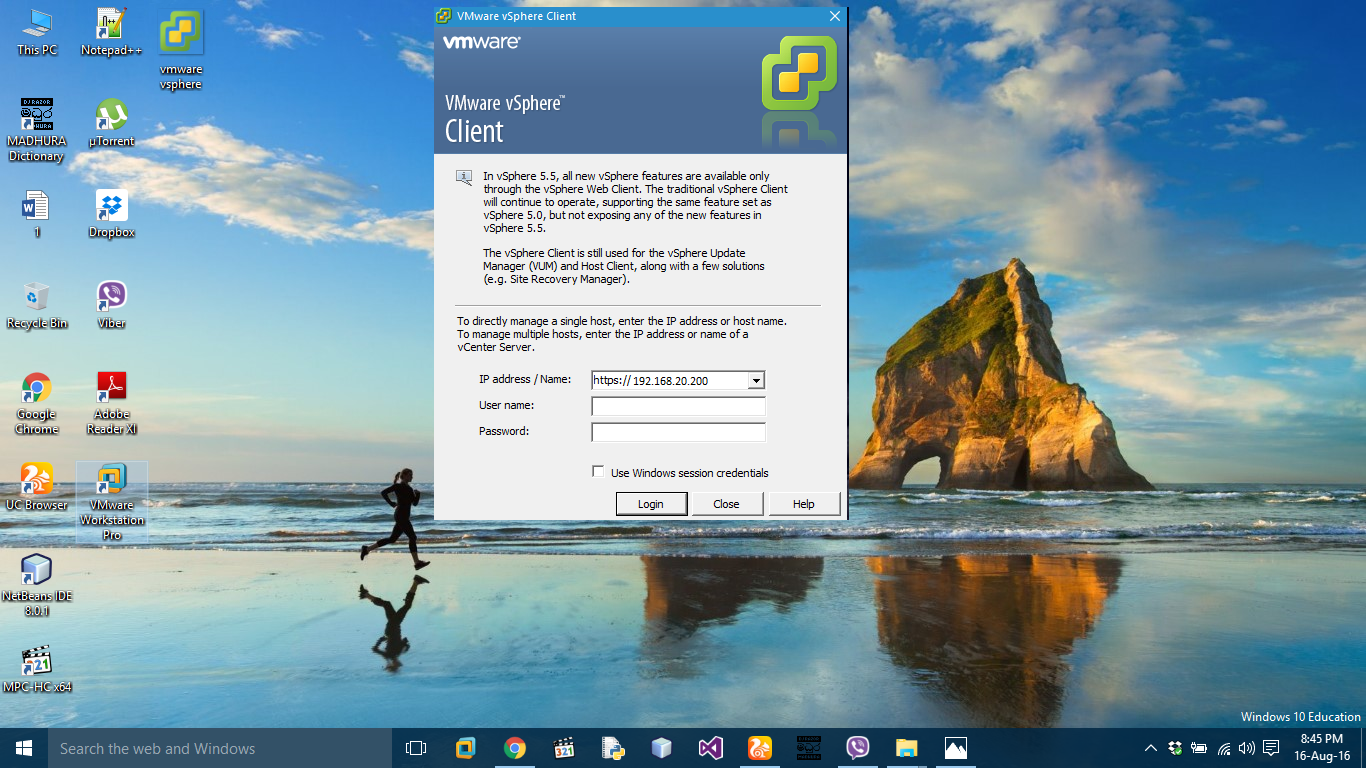 This PC
Notepad++
vmware
vsphere
DJ RAZOR
MADHURA
Dictionary
µTorrent
1
Dropbox
Recycle Bin
Viber
Google
Chrome
Adobe
Reader XI
UC Browser
VMware
Workstation
Pro
NetBeans IDE
8.0.1
321
MPC-HC x64
VMware vSphere Client
vmware®
VMware vSphere™
Client
In vSphere 5.5, all new vSphere features are available only
through the vSphere Web Client. The traditional vSphere Client
will continue to operate, supporting the same feature set as
vSphere 5.0, but not exposing any of the new features in
vSphere 5.5.
The vSphere Client is still used for the vSphere Update
Manager (VUM) and Host Client, along with a few solutions
(e.g. Site Recovery Manager).
To directly manage a single host, enter the IP address or host name.
To manage multiple hosts, enter the IP address or name of a
vCenter Server.
IP address / Name: https:// 192.168.20.200
User name:
Password:
Use Windows session credentials
Login Close Help
Windows 10 Education
Search the web and Windows
321
8:45 PM
16-Aug-16